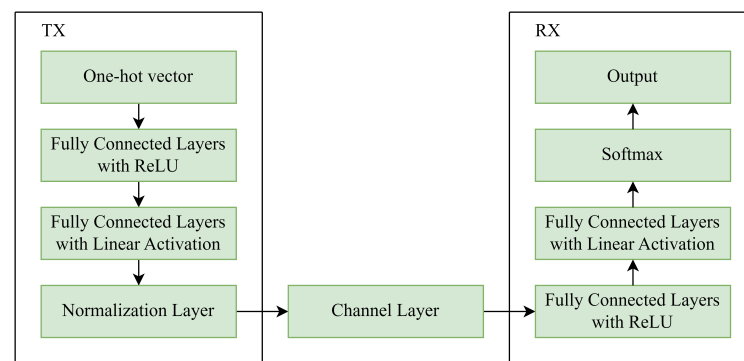 TX
One-hot vector
Fully Connected Layers
with ReLU
Fully Connected Layers
with Linear Activation
Normalization Layer
Channel Layer
RX
Output
Softmax
Fully Connected Layers
with Linear Activation
Fully Connected Layers
with ReLU